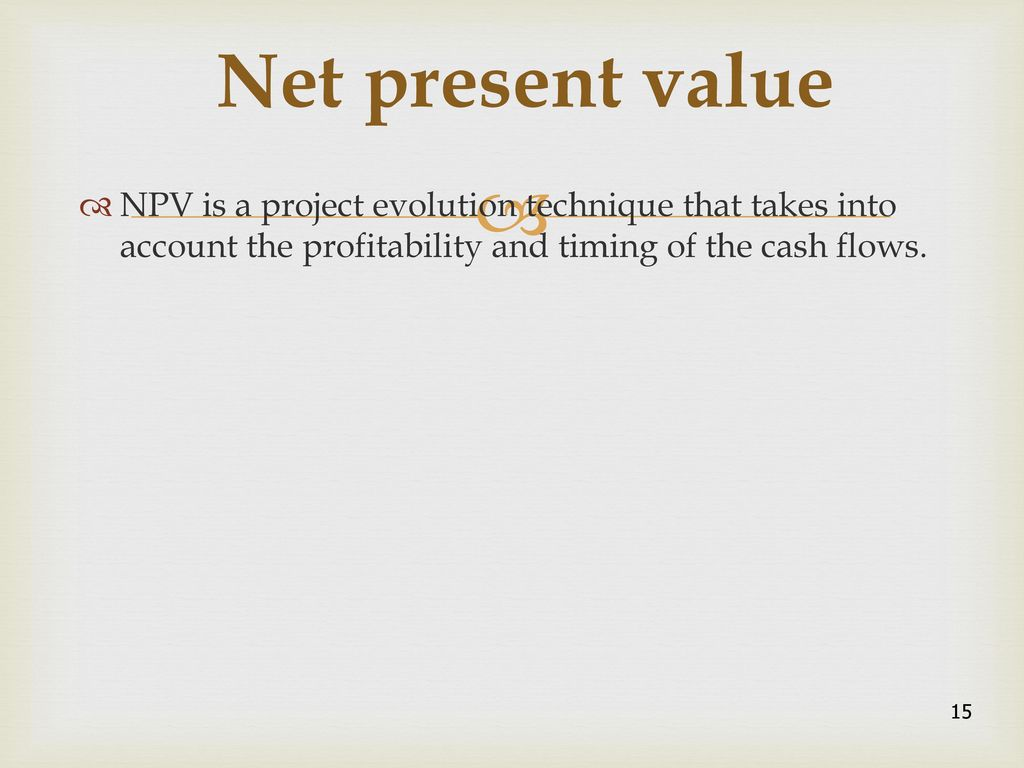 Net present value
NPV is a project evolution technique that takes into
account the profitability and timing of the cash flows.
15